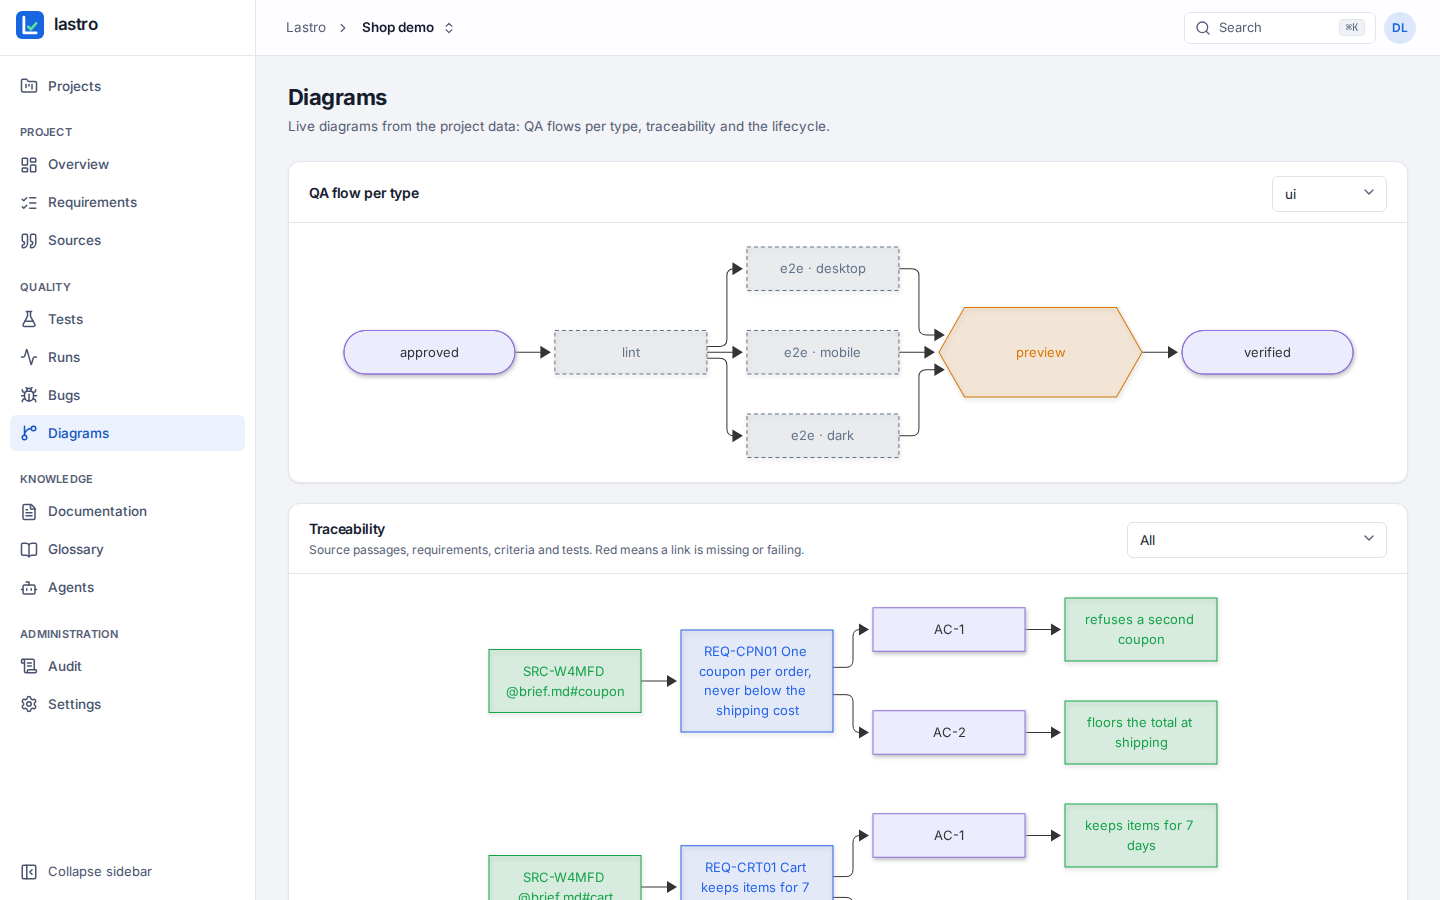 lastro
Lastro
Shop demo
Search
⌘K
DL
Projects
PROJECT
Overview
Requirements
Sources
QUALITY
Tests
Runs
Bugs
Diagrams
KNOWLEDGE
Documentation
Glossary
Agents
ADMINISTRATION
Audit
Settings
Collapse sidebar
Diagrams
Live diagrams from the project data: QA flows per type, traceability and the lifecycle.
QA flow per type
ui
approved
lint
e2e · desktop
e2e · mobile
e2e · dark
preview
verified
Traceability
Source passages, requirements, criteria and tests. Red means a link is missing or failing.
All
SRC-W4MFD
@brief.md#coupon
REQ-CPN01 One
coupon per order,
never below the
shipping cost
AC-1
refuses a second
coupon
AC-2
floors the total at
shipping
SRC-W4MFD
@brief.md#cart
REQ-CRT01 Cart
keeps items for 7
AC-1
keeps items for 7
days